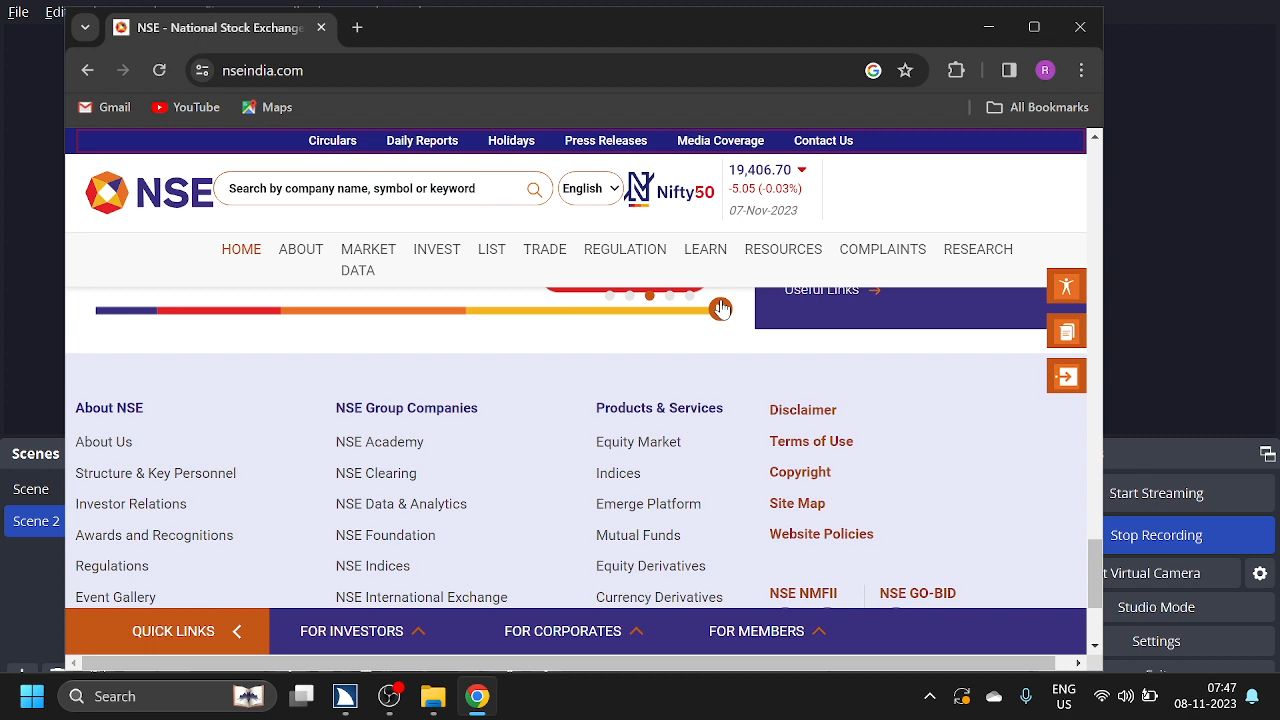 NSE - National Stock Exchange
nseindia.com
Gmail YouTube Maps All Bookmarks
Circulars Daily Reports Holidays Press Releases Media Coverage Contact Us
NSE Search by company name, symbol or keyword English Nifty50
19,406.70
-5.05 (-0.03%)
07-Nov-2023
HOME ABOUT MARKET DATA INVEST LIST TRADE REGULATION LEARN RESOURCES COMPLAINTS RESEARCH
Useful Links
About NSE
About Us
Structure & Key Personnel
Investor Relations
Awards and Recognitions
Regulations
Event Gallery
NSE Group Companies
NSE Academy
NSE Clearing
NSE Data & Analytics
NSE Foundation
NSE Indices
NSE International Exchange
Products & Services
Equity Market
Indices
Emerge Platform
Mutual Funds
Equity Derivatives
Currency Derivatives
Disclaimer
Terms of Use
Copyright
Site Map
Website Policies
NSE NMFII NSE GO-BID
QUICK LINKS FOR INVESTORS FOR CORPORATES FOR MEMBERS
File Edit
Scenes
Scene
Scene 2
Start Streaming
Stop Recording
Virtual Camera
Studio Mode
Settings
Search
ENG
US
07:47
-11-2023